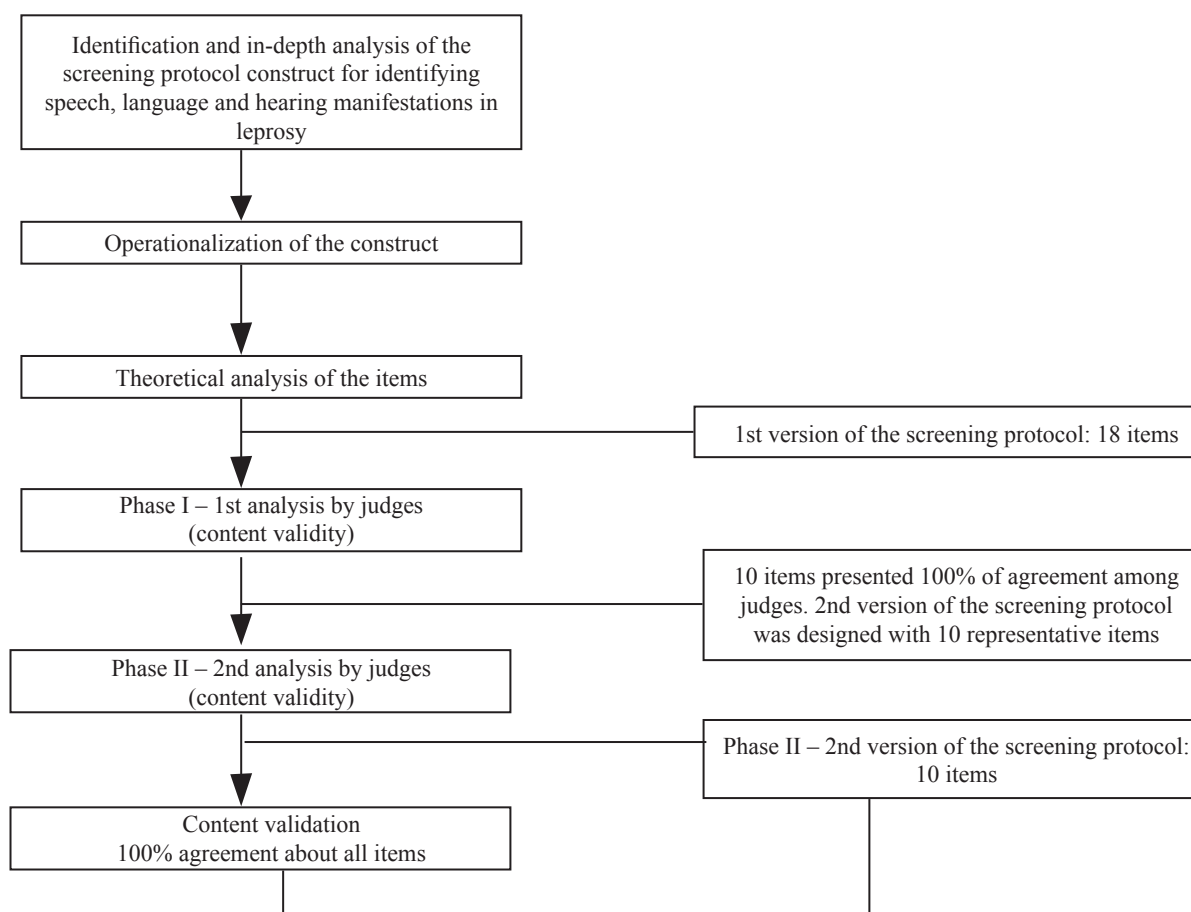 Identification and in-depth analysis of the
screening protocol construct for identifying
speech, language and hearing manifestations in
leprosy
Operationalization of the construct
Theoretical analysis of the items
1st version of the screening protocol: 18 items
Phase I – 1st analysis by judges
(content validity)
10 items presented 100% of agreement among
judges. 2nd version of the screening protocol
was designed with 10 representative items
Phase II – 2nd analysis by judges
(content validity)
Phase II – 2nd version of the screening protocol:
10 items
Content validation
100% agreement about all items